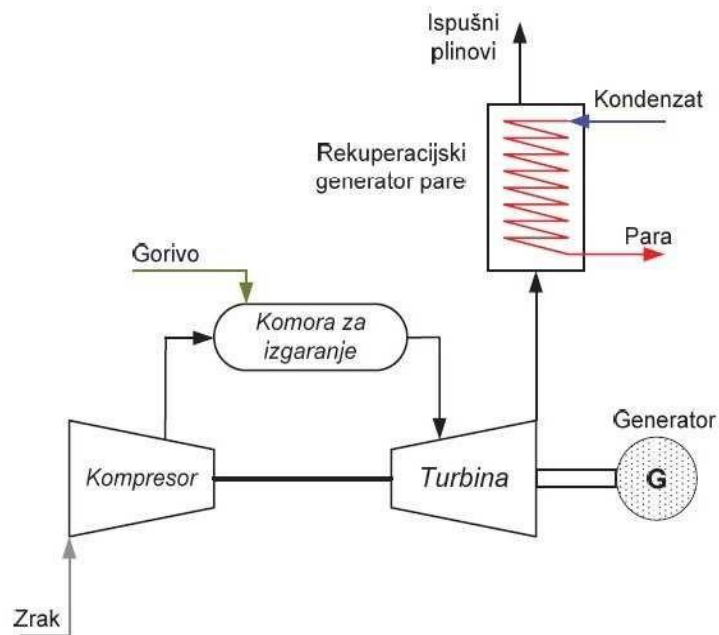 Ispušni
plinovi
Kondenzat
Rekuperacijski
generator pare
Para
Gorivo
Komora za
izgaranje
Generator
Kompresor
Turbina
G
Zrak